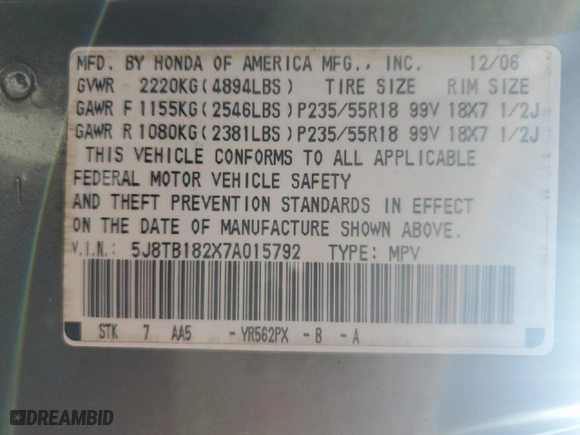 MFD. BY HONDA OF AMERICA MFG., INC. 12/06
GVWR 2220KG(4894LBS) TIRE SIZE RIM SIZE
GAWR F 1155KG(2546LBS) P235/55R18 99V 18X7 1/2J
GAWR R 1080KG(2381LBS) P235/55R18 99V 18X7 1/2J
THIS VEHICLE CONFORMS TO ALL APPLICABLE
FEDERAL MOTOR VEHICLE SAFETY
AND THEFT PREVENTION STANDARDS IN EFFECT
ON THE DATE OF MANUFACTURE SHOWN ABOVE.
V.I.N.: 5J8TB182X7A015792 TYPE: MPV
STK 7 AA5 -YR562PX -B -A
DREAMBID